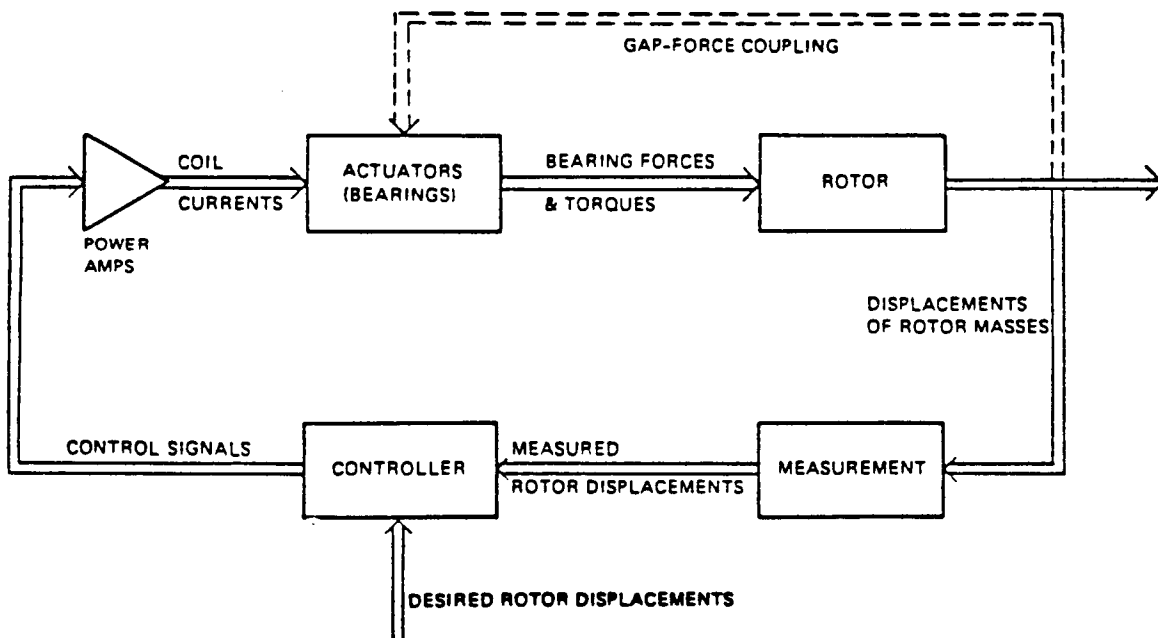 GAP-FORCE COUPLING
COIL
CURRENTS
POWER
AMPS
ACTUATORS
(BEARINGS)
BEARING FORCES
& TORQUES
ROTOR
DISPLACEMENTS
OF ROTOR MASSES
CONTROL SIGNALS
CONTROLLER
MEASURED
ROTOR DISPLACEMENTS
MEASUREMENT
DESIRED ROTOR DISPLACEMENTS